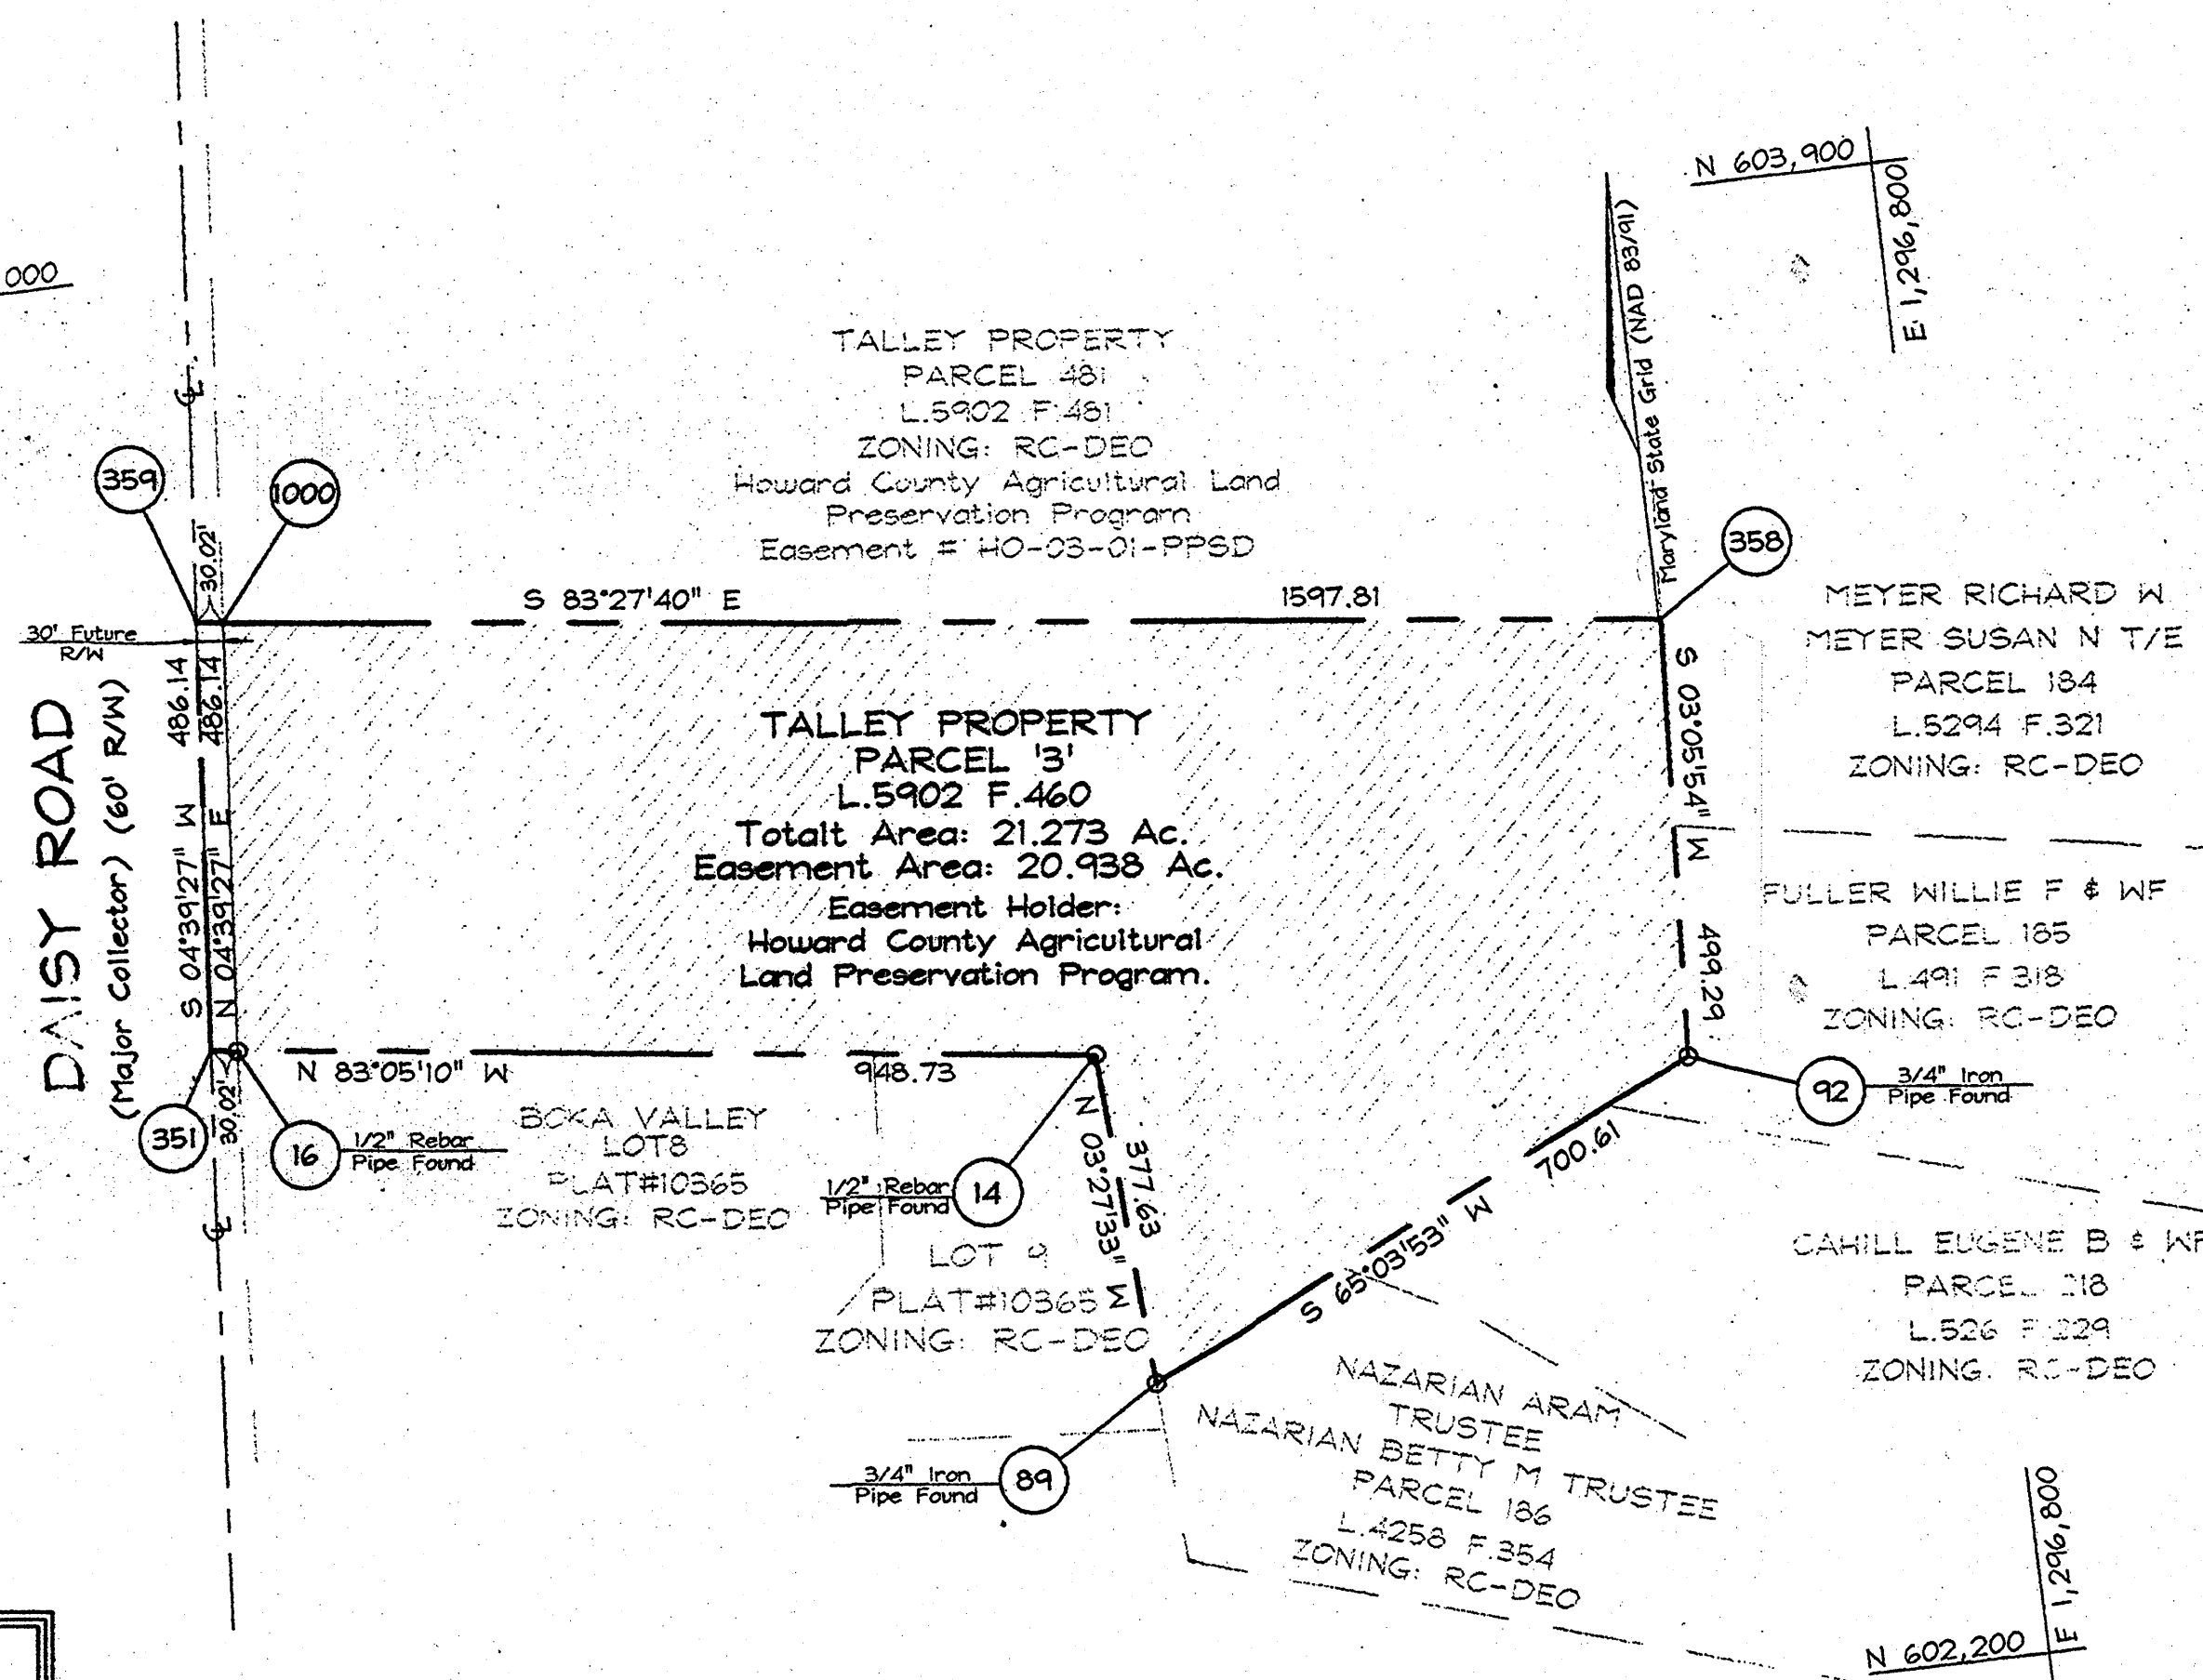 N 603,900
E 1,296,800
000
Maryland State Grid (NAD 83/91)
TALLEY PROPERTY
PARCEL 481
L.5902 F.481
ZONING: RC-DEO
Howard County Agricultural Land
Preservation Program
Easement # HO-03-01-PPSD
359
1000
358
30.02'
S 83°27'40" E
1597.81
30' Future
R/W
MEYER RICHARD W
MEYER SUSAN N T/E
PARCEL 184
L.5294 F.321
ZONING: RC-DEO
DAISY ROAD
(Major Collector) (60' R/W)
S 04°39'27" W 486.14
N 04°39'27" E 486.14
TALLEY PROPERTY
PARCEL '3'
L.5902 F.460
Totalt Area: 21.273 Ac.
Easement Area: 20.938 Ac.
Easement Holder:
Howard County Agricultural
Land Preservation Program.
S 03°05'54" W 499.29
FULLER WILLIE F & WF
PARCEL 185
L.491 F 318
ZONING: RC-DEO
N 83°05'10" W
948.73
92
3/4" Iron
Pipe Found
351
30.02'
16
1/2" Rebar
Pipe Found
BOKA VALLEY
LOT8
PLAT#10365
ZONING: RC-DEO
1/2" Rebar
Pipe Found
14
N 03°27'33" W
377.63
700.61
S 65°03'53" W
LOT 9
PLAT#10365
ZONING: RC-DEO
CAHILL EUGENE B & WF
PARCEL 218
L.526 F 229
ZONING. RC-DEO
NAZARIAN ARAM
TRUSTEE
NAZARIAN BETTY M TRUSTEE
PARCEL 186
L.4258 F.354
ZONING: RC-DEO
3/4" Iron
Pipe Found
89
E 1,296,800
N 602,200